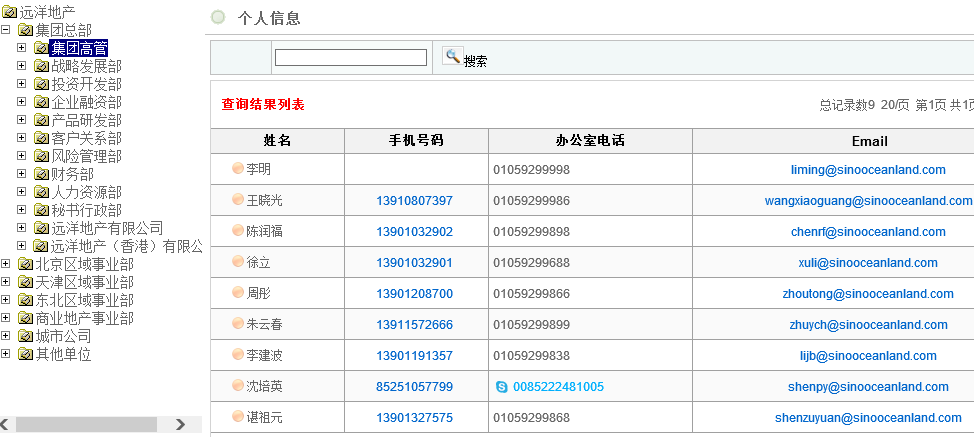 远洋地产
集团总部
集团高管
战略发展部
投资开发部
企业融资部
产品研发部
客户关系部
风险管理部
财务部
人力资源部
秘书行政部
远洋地产有限公司
远洋地产（香港）有限公
北京区域事业部
天津区域事业部
东北区域事业部
商业地产事业部
城市公司
其他单位
个人信息
搜索
查询结果列表 总记录数9 20/页 第1页 共1页
姓名 手机号码 办公室电话 Email
李明 01059299998 liming@sinooceanland.com
王晓光 13910807397 01059299986 wangxiaoguang@sinooceanland.com
陈润福 13901032902 01059299898 chenrf@sinooceanland.com
徐立 13901032901 01059299688 xuli@sinooceanland.com
周彤 13901208700 01059299866 zhoutong@sinooceanland.com
朱云春 13911572666 01059299899 zhuych@sinooceanland.com
李建波 13901191357 01059299838 lijb@sinooceanland.com
沈培英 85251057799 0085222481005 shenpy@sinooceanland.com
谌祖元 13901327575 01059299868 shenzuyuan@sinooceanland.com